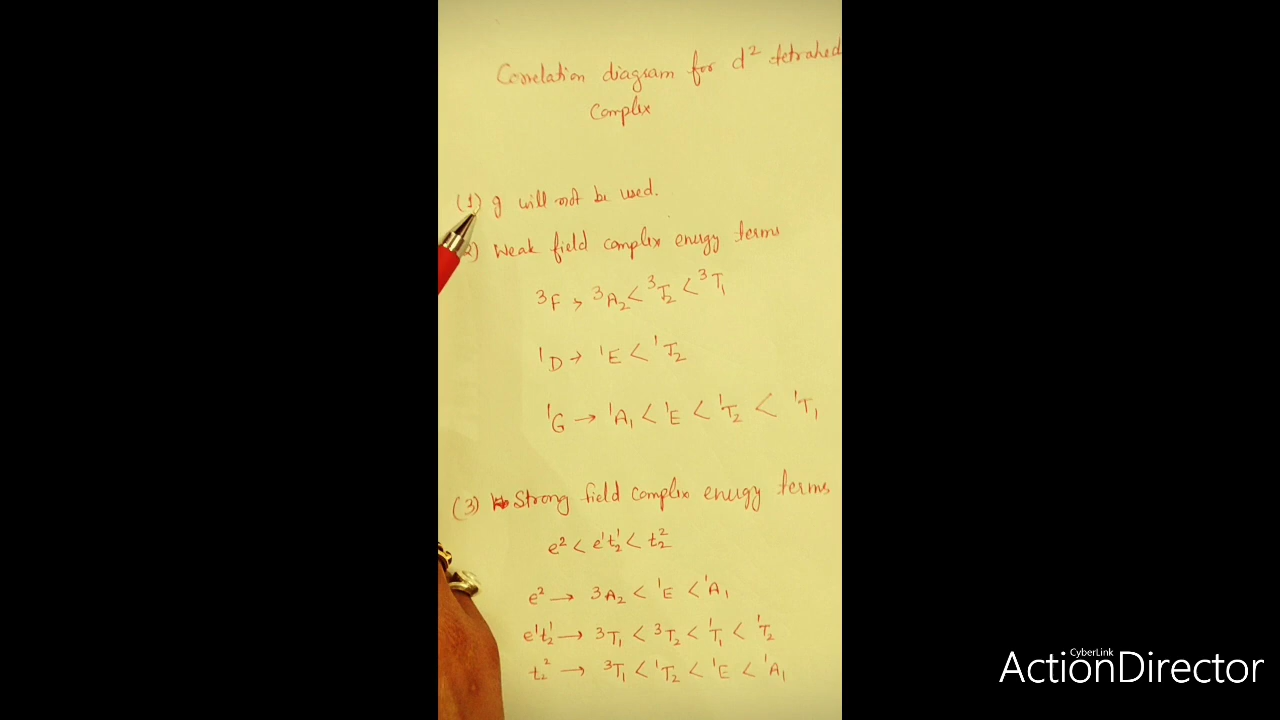 Correlation diagram for d² tetrahed
Complex
(1) g will not be used.
2) Weak field complex energy terms
³F → ³A₂ < ³T₂ < ³T₁
¹D → ¹E < ¹T₂
¹G → ¹A₁ < ¹E < ¹T₂ < ¹T₁
(3) Strong field complex energy terms
e² < e¹t₂¹ < t₂²
e² → ³A₂ < ¹E < ¹A₁
e¹t₂¹ → ³T₁ < ³T₂ < ¹T₁ < ¹T₂
t₂² → ³T₁ < ¹T₂ < ¹E < ¹A₁
CyberLink
ActionDirector